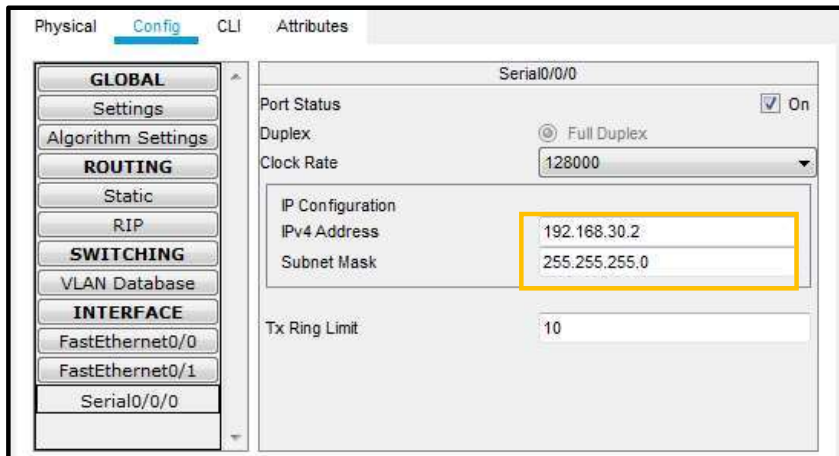 Physical Config CLI Attributes
GLOBAL
Settings
Algorithm Settings
ROUTING
Static
RIP
SWITCHING
VLAN Database
INTERFACE
FastEthernet0/0
FastEthernet0/1
Serial0/0/0
Serial0/0/0
Port Status On
Duplex Full Duplex
Clock Rate 128000
IP Configuration
IPv4 Address 192.168.30.2
Subnet Mask 255.255.255.0
Tx Ring Limit 10